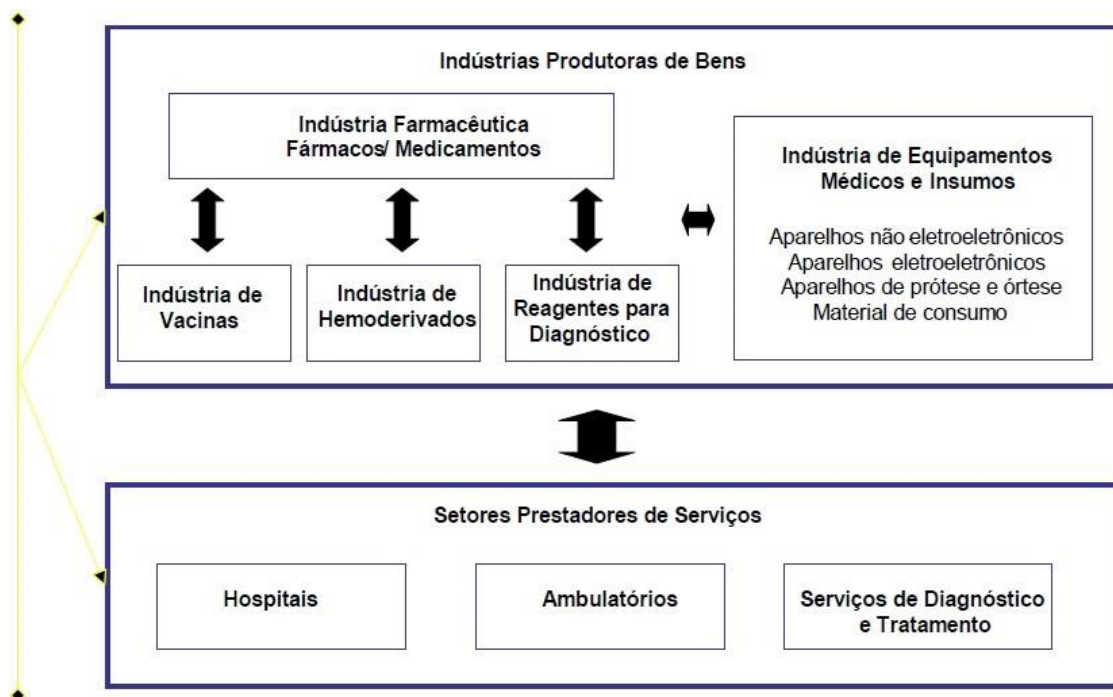 Indústrias Produtoras de Bens
Indústria Farmacêutica
Fármacos/ Medicamentos
Indústria de Equipamentos
Médicos e Insumos
Aparelhos não eletroeletrônicos
Aparelhos eletroeletrônicos
Aparelhos de prótese e órtese
Material de consumo
Indústria de
Vacinas
Indústria de
Hemoderivados
Indústria de
Reagentes para
Diagnóstico
Setores Prestadores de Serviços
Hospitais
Ambulatórios
Serviços de Diagnóstico
e Tratamento